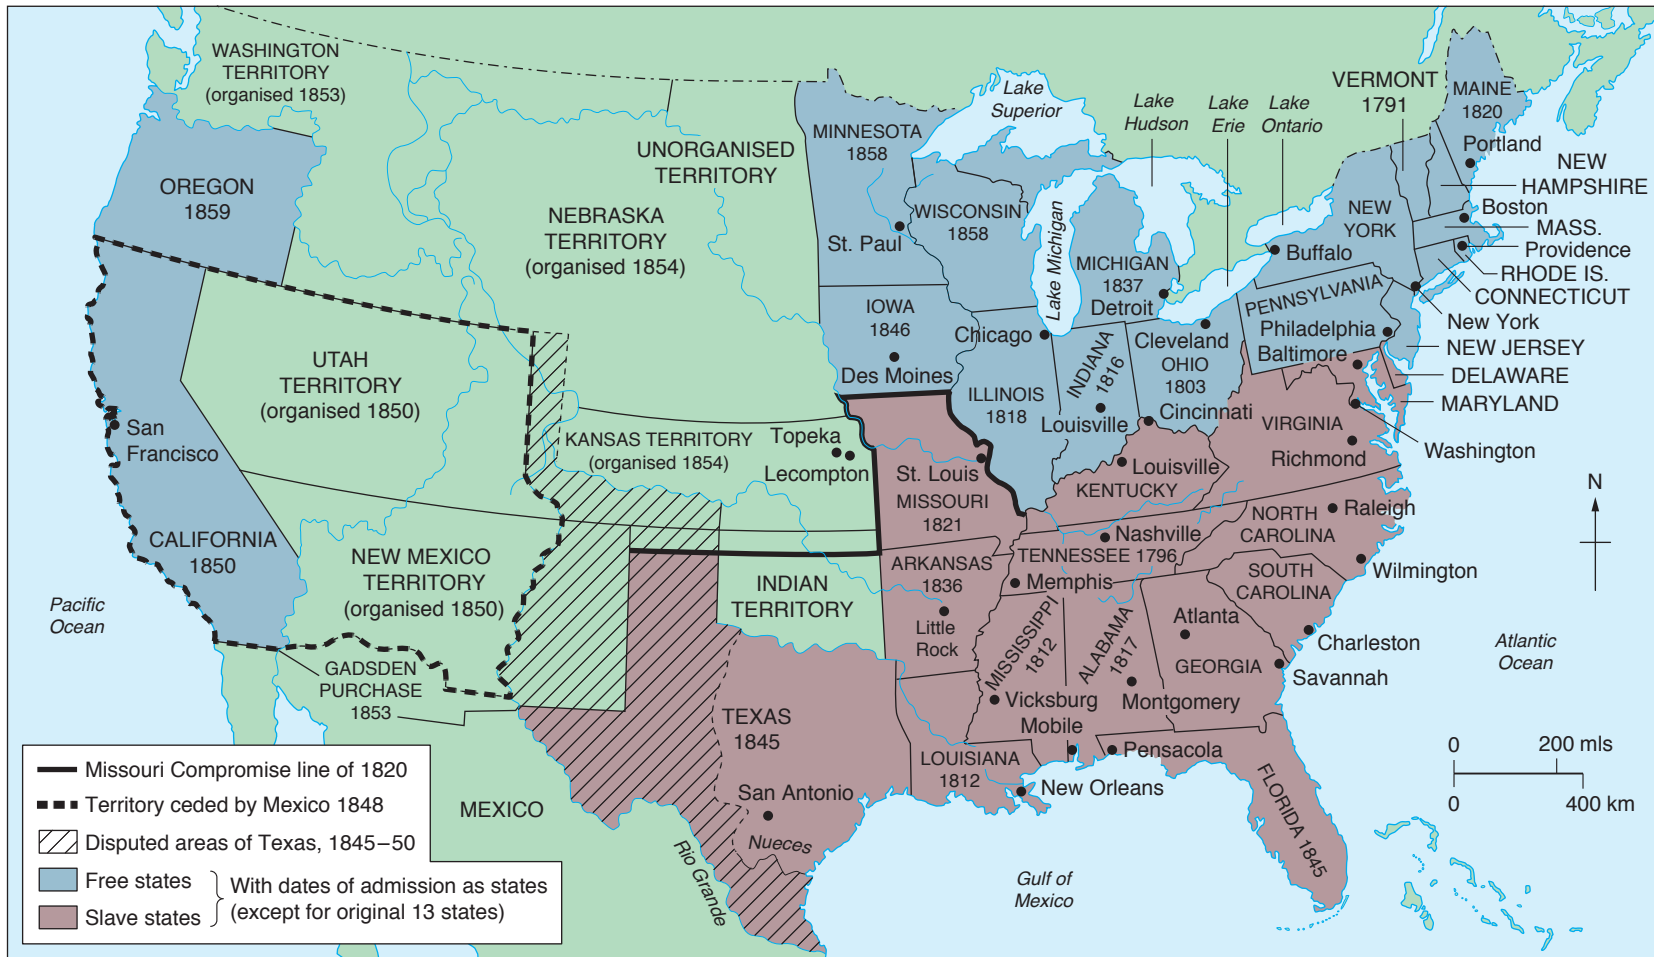 WASHINGTON
TERRITORY
(organised 1853)
OREGON
1859
UNORGANISED
TERRITORY
NEBRASKA
TERRITORY
(organised 1854)
MINNESOTA
1858
St. Paul
Lake
Superior
WISCONSIN
1858
Lake Michigan
Lake
Hudson
Lake
Erie
Lake
Ontario
MICHIGAN
1837
Detroit
VERMONT
1791
MAINE
1820
Portland
NEW
HAMPSHIRE
NEW
YORK
Boston
MASS.
Buffalo
Providence
RHODE IS.
CONNECTICUT
PENNSYLVANIA
New York
Philadelphia
NEW JERSEY
Baltimore
DELAWARE
MARYLAND
Washington
IOWA
1846
Des Moines
Chicago
ILLINOIS
1818
INDIANA
1816
Louisville
Cleveland
OHIO
1803
Cincinnati
VIRGINIA
Richmond
UTAH
TERRITORY
(organised 1850)
San
Francisco
CALIFORNIA
1850
KANSAS TERRITORY
(organised 1854)
Topeka
Lecompton
St. Louis
MISSOURI
1821
Louisville
KENTUCKY
Nashville
TENNESSEE 1796
Memphis
NORTH
CAROLINA
Raleigh
Wilmington
SOUTH
CAROLINA
Charleston
NEW MEXICO
TERRITORY
(organised 1850)
INDIAN
TERRITORY
ARKANSAS
1836
Little
Rock
MISSISSIPPI
1812
Vicksburg
ALABAMA
1817
Montgomery
Mobile
Atlanta
GEORGIA
Savannah
Pensacola
FLORIDA 1845
LOUISIANA
1812
New Orleans
GADSDEN
PURCHASE
1853
TEXAS
1845
San Antonio
Nueces
Rio Grande
MEXICO
Pacific
Ocean
Atlantic
Ocean
Gulf of
Mexico
N
0 200 mls
0 400 km
Missouri Compromise line of 1820
Territory ceded by Mexico 1848
Disputed areas of Texas, 1845–50
Free states
Slave states
With dates of admission as states
(except for original 13 states)